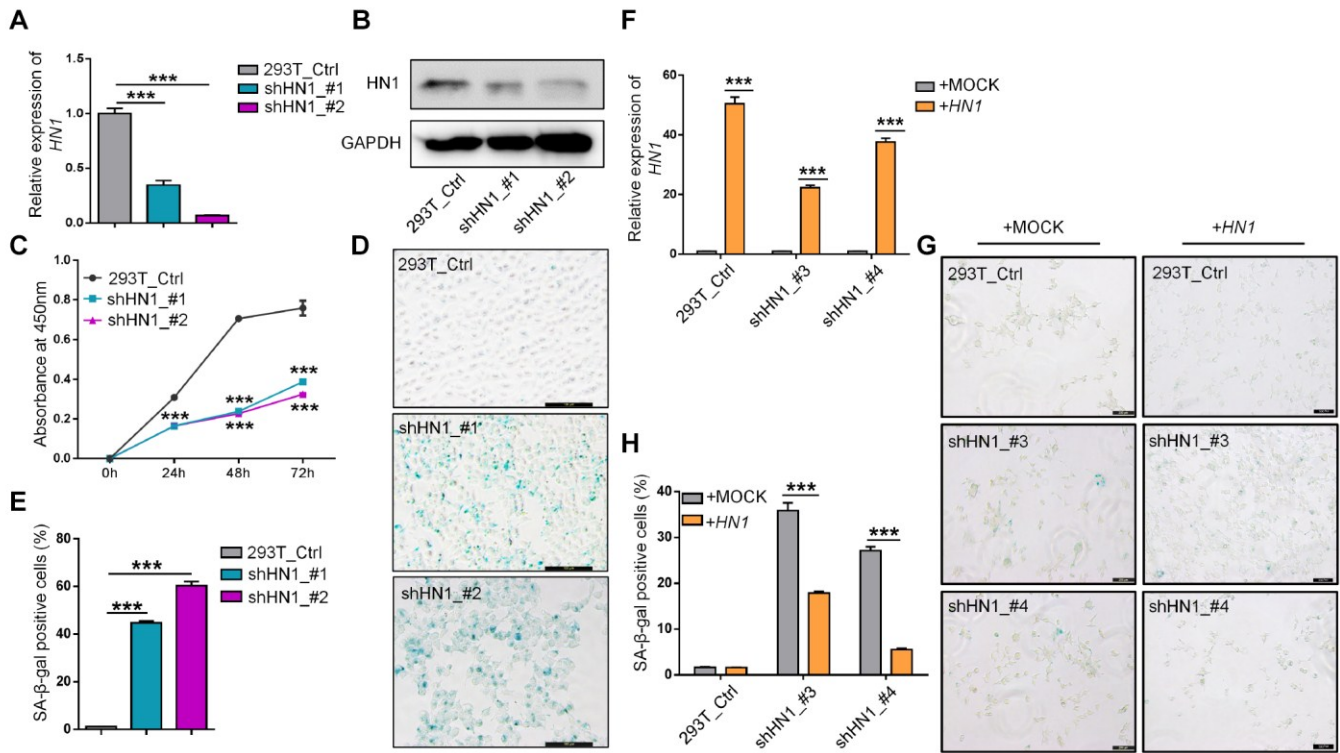 A
Relative expression of
HN1
1.5
1.0
0.5
0.0
***
***
293T_Ctrl
shHN1_#1
shHN1_#2
B
HN1
GAPDH
293T_Ctrl
shHN1_#1
shHN1_#2
C
Absorbance at 450nm
1.0
0.8
0.6
0.4
0.2
0.0
293T_Ctrl
shHN1_#1
shHN1_#2
***
***
***
***
***
0h
24h
48h
72h
D
293T_Ctrl
shHN1_#1
shHN1_#2
E
SA-β-gal positive cells (%)
80
60
40
20
0
***
***
293T_Ctrl
shHN1_#1
shHN1_#2
F
Relative expression of
HN1
60
40
20
0
***
***
***
+MOCK
+HN1
293T_Ctrl
shHN1_#3
shHN1_#4
G
+MOCK
+HN1
293T_Ctrl
293T_Ctrl
shHN1_#3
shHN1_#3
shHN1_#4
shHN1_#4
H
SA-β-gal positive cells (%)
40
30
20
10
0
+MOCK
+HN1
***
***
293T_Ctrl
shHN1_#3
shHN1_#4